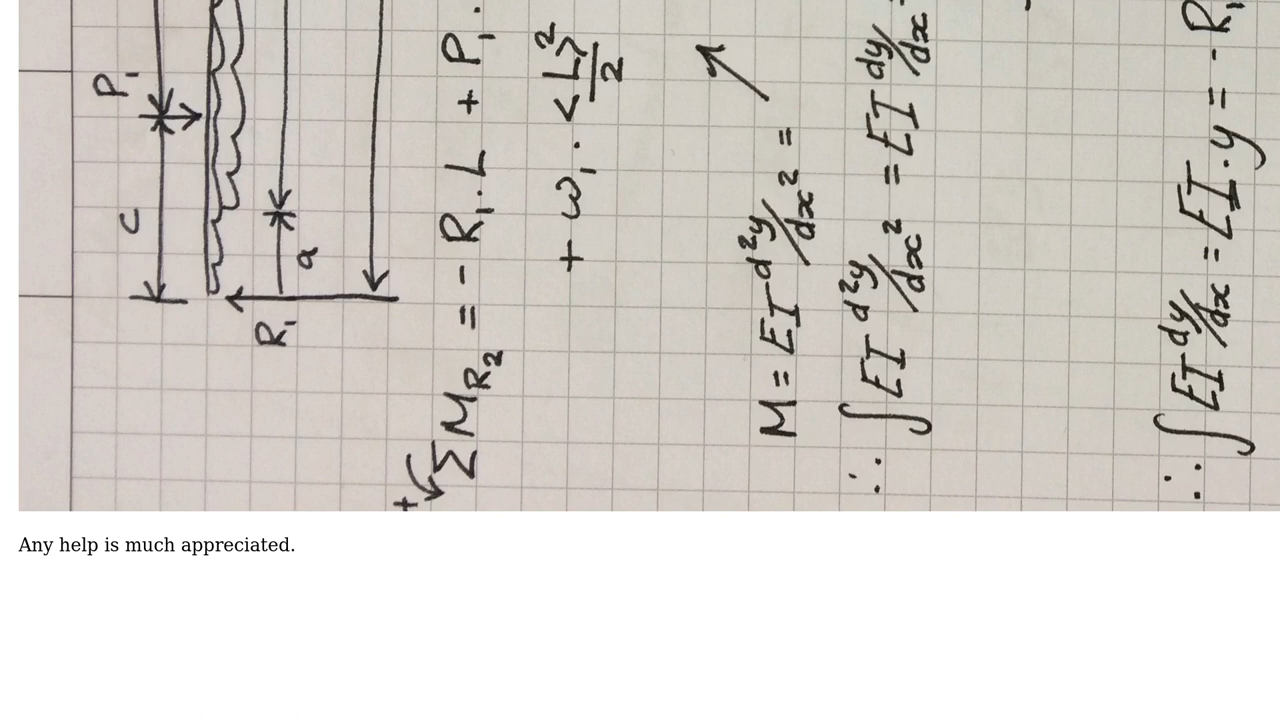 P₁
c
a
R₁
+
ΣM_R₂ = - R₁ . L + P₁ .
+ ω₁ . <L>²/2
M = EI d²y/dx² =
∴ ∫ EI d²y/dx² = EI dy/dx =
∴ ∫ EI dy/dx = EI . y = - R₁
Any help is much appreciated.